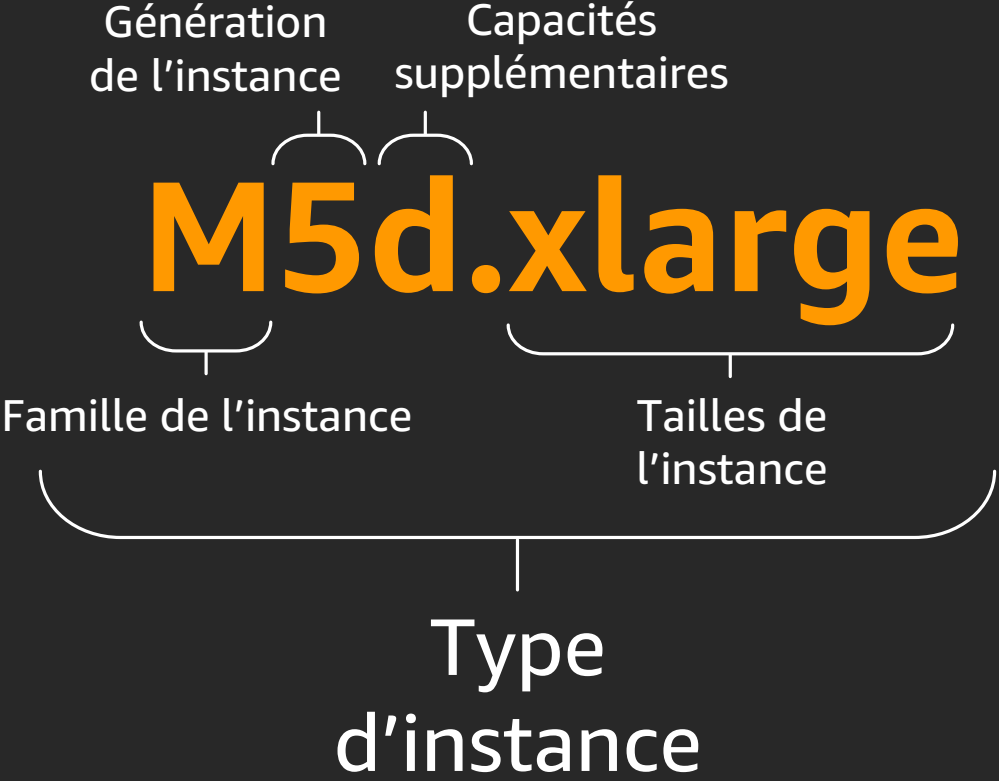 Génération
de l’instance
Capacités
supplémentaires
M5d.xlarge
Famille de l’instance
Tailles de
l’instance
Type
d’instance